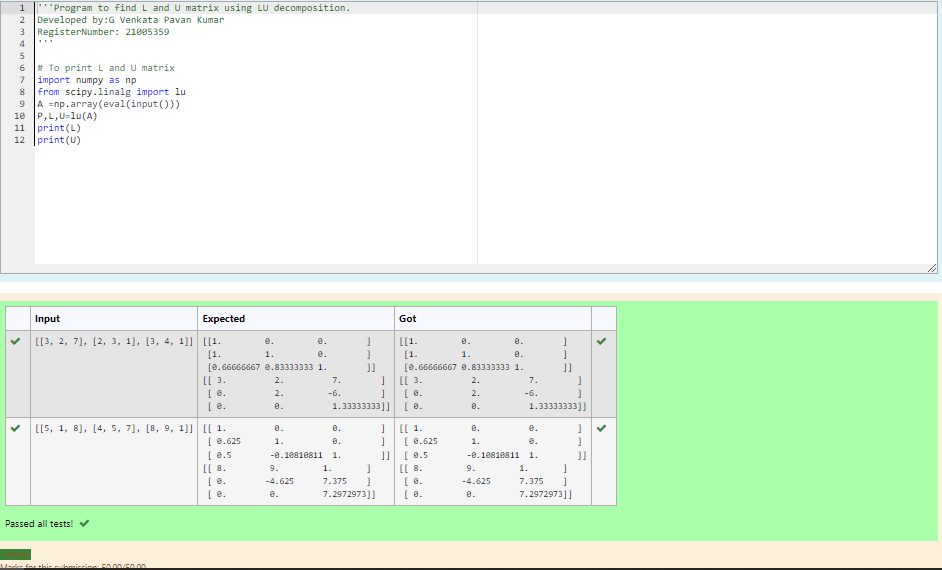 1 '''Program to find L and U matrix using LU decomposition.
2 Developed by:G Venkata Pavan Kumar
3 RegisterNumber: 21005359
4 '''
5
6 # To print L and U matrix
7 import numpy as np
8 from scipy.linalg import lu
9 A =np.array(eval(input()))
10 P,L,U=lu(A)
11 print(L)
12 print(U)
Input Expected Got
[[3, 2, 7], [2, 3, 1], [3, 4, 1]] [[1. 0. 0. ] [[1. 0. 0. ]
[1. 1. 0. ] [1. 1. 0. ]
[0.66666667 0.83333333 1. ]] [0.66666667 0.83333333 1. ]]
[[ 3. 2. 7. ] [[ 3. 2. 7. ]
[ 0. 2. -6. ] [ 0. 2. -6. ]
[ 0. 0. 1.33333333]] [ 0. 0. 1.33333333]]
[[5, 1, 8], [4, 5, 7], [8, 9, 1]] [[ 1. 0. 0. ] [[ 1. 0. 0. ]
[ 0.625 1. 0. ] [ 0.625 1. 0. ]
[ 0.5 -0.10810811 1. ]] [ 0.5 -0.10810811 1. ]]
[[ 8. 9. 1. ] [[ 8. 9. 1. ]
[ 0. -4.625 7.375 ] [ 0. -4.625 7.375 ]
[ 0. 0. 7.2972973]] [ 0. 0. 7.2972973]]
Passed all tests!
Marks for this submission: 50.00/50.00